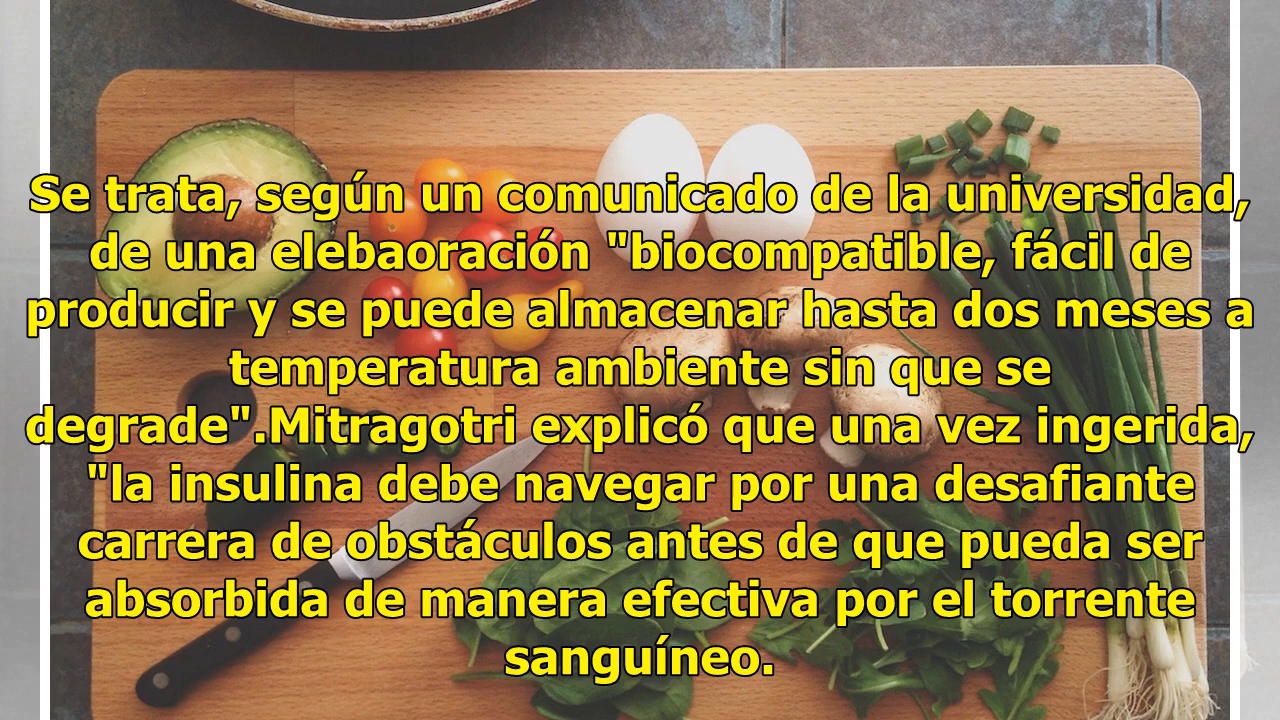 Se trata, según un comunicado de la universidad,
de una elebaoración "biocompatible, fácil de
producir y se puede almacenar hasta dos meses a
temperatura ambiente sin que se
degrade".Mitragotri explicó que una vez ingerida,
"la insulina debe navegar por una desafiante
carrera de obstáculos antes de que pueda ser
absorbida de manera efectiva por el torrente
sanguíneo.